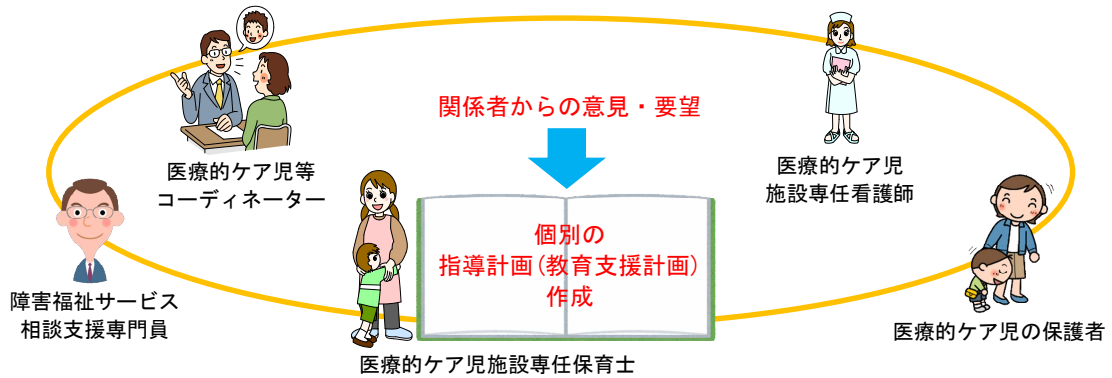 関係者からの意見・要望
医療的ケア児等
コーディネーター
医療的ケア児
施設専任看護師
個別の
指導計画(教育支援計画)
作成
障害福祉サービス
相談支援専門員
医療的ケア児の保護者
医療的ケア児施設専任保育士